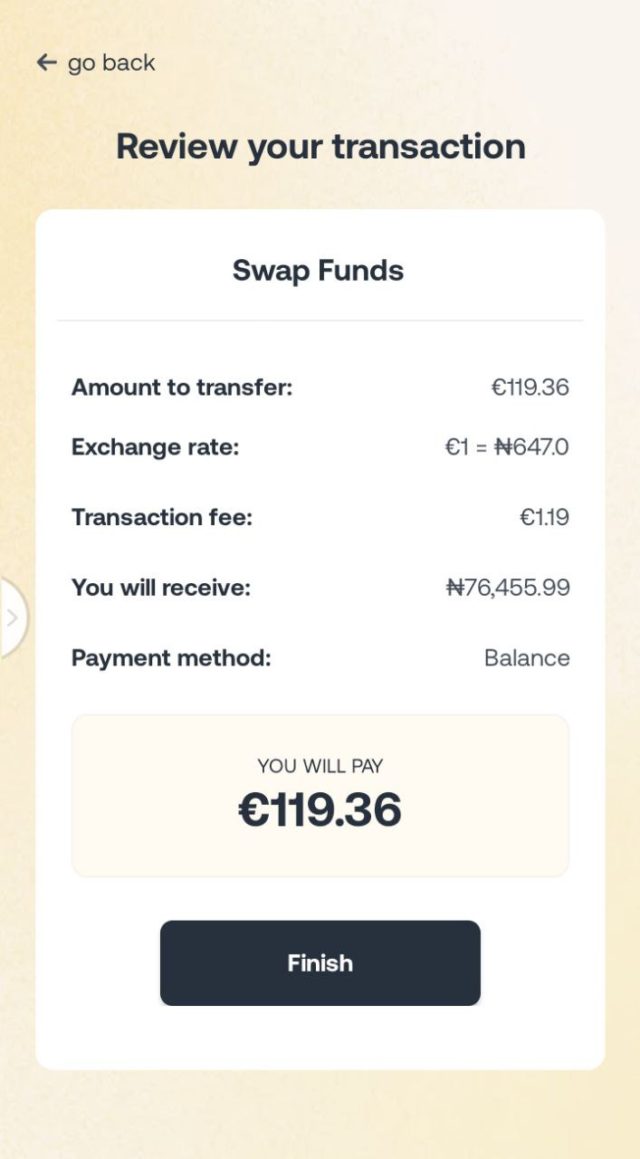 ← go back
Review your transaction
Swap Funds
Amount to transfer: €119.36
Exchange rate: €1 = ₦647.0
Transaction fee: €1.19
You will receive: ₦76,455.99
Payment method: Balance
YOU WILL PAY
€119.36
Finish